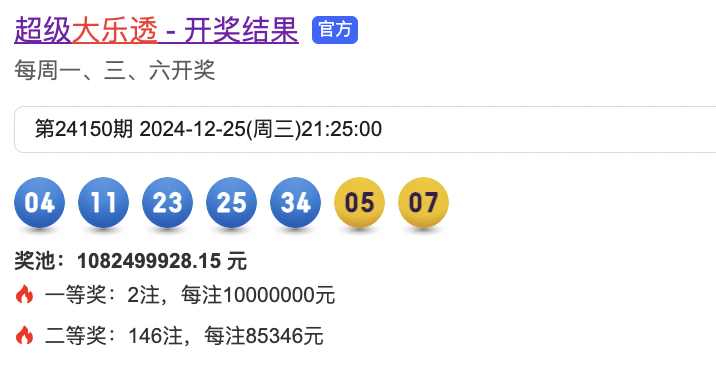 超级大乐透 - 开奖结果 官方
每周一、三、六开奖
第24150期 2024-12-25(周三)21:25:00
04 11 23 25 34 05 07
奖池：1082499928.15 元
一等奖：2注，每注10000000元
二等奖：146注，每注85346元